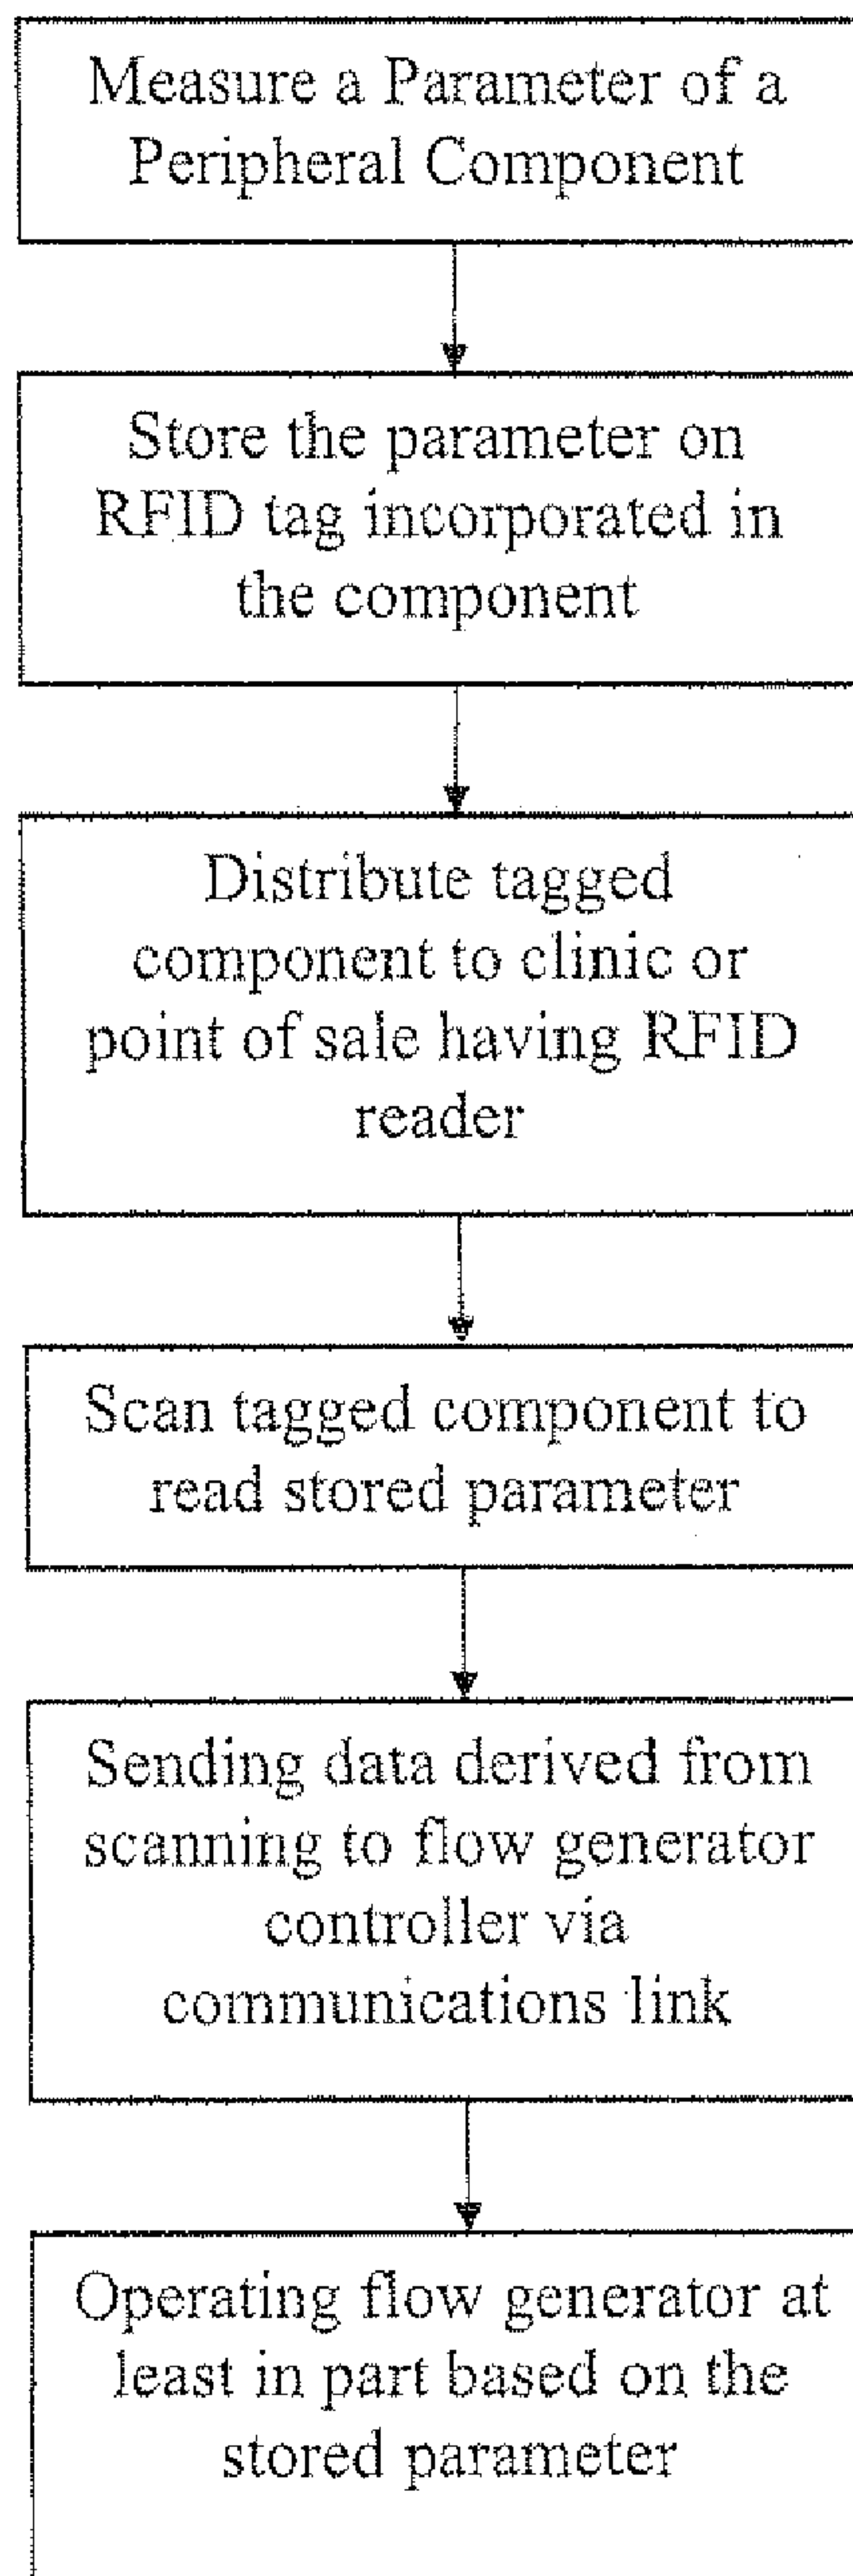 Measure a Parameter of a
Peripheral Component
Store the parameter on
RFID tag incorporated in
the component
Distribute tagged
component to clinic or
point of sale having RFID
reader
Scan tagged component to
read stored parameter
Sending data derived from
scanning to flow generator
controller via
communications link
Operating flow generator at
least in part based on the
stored parameter